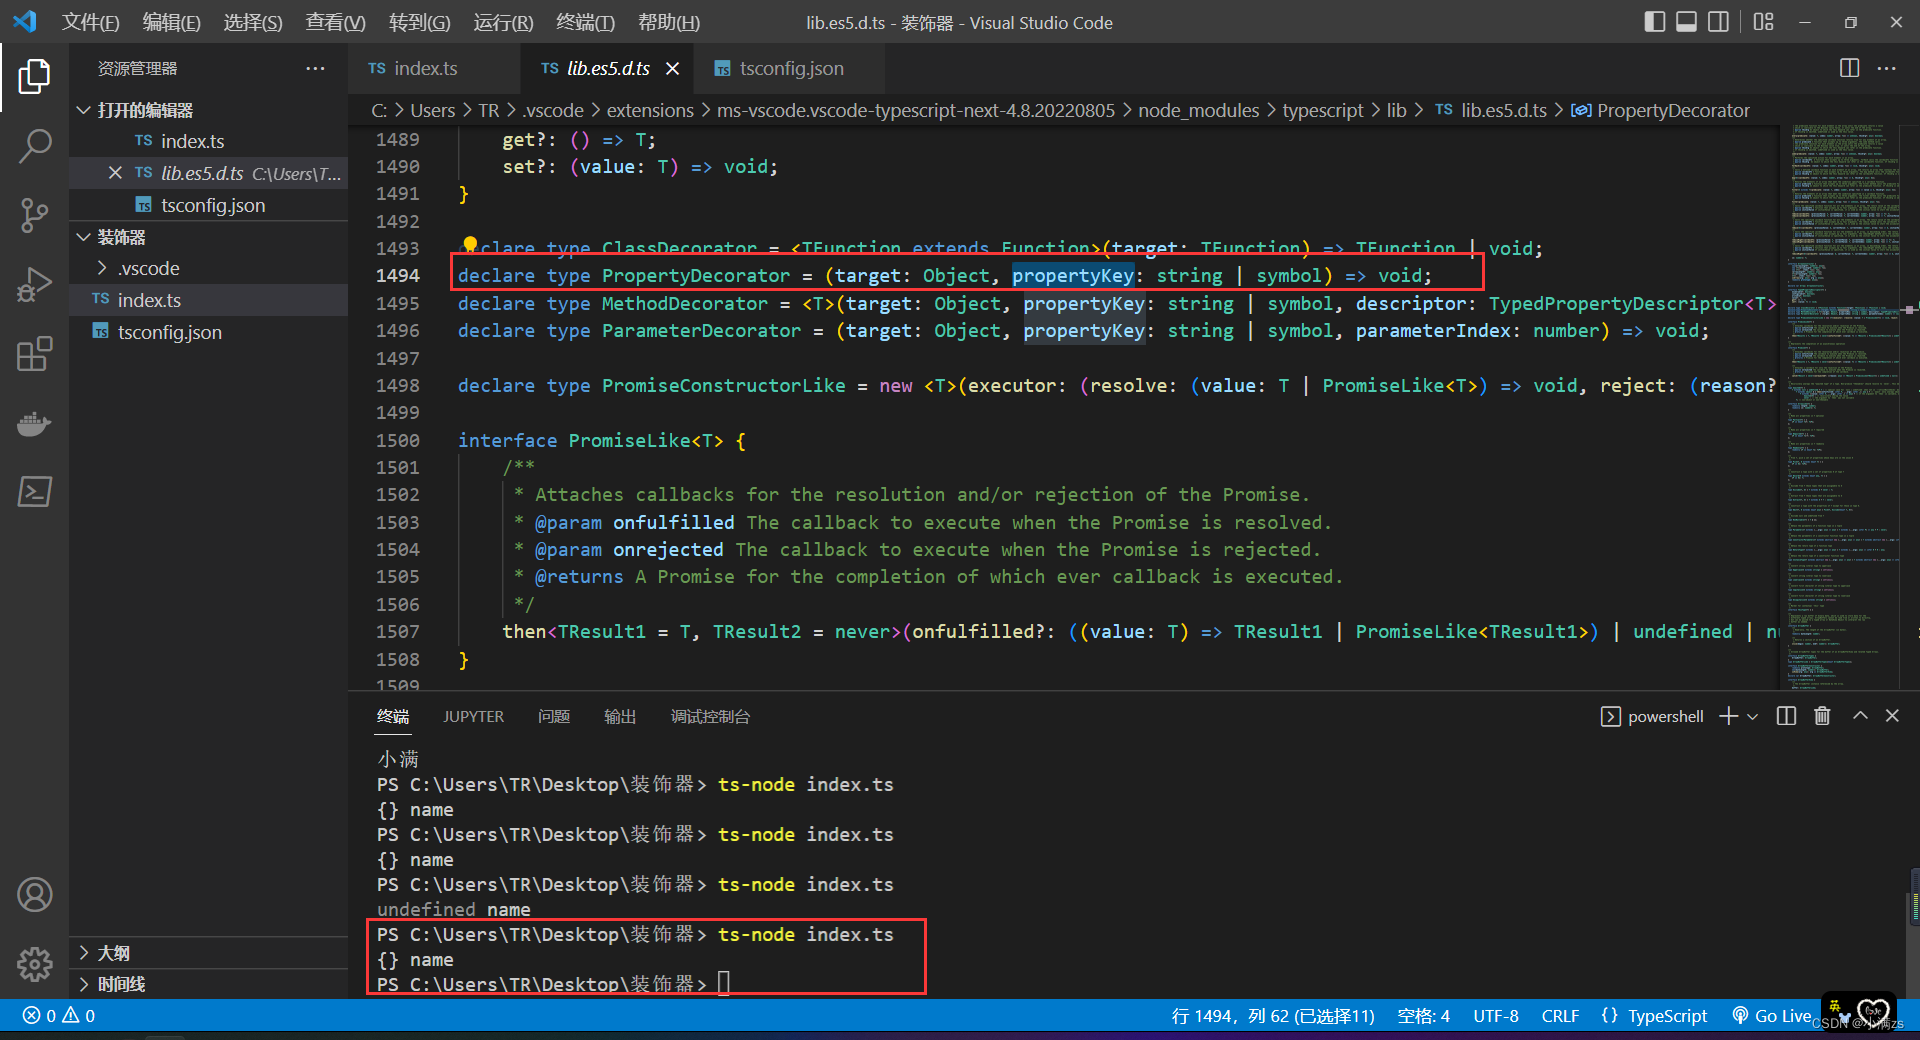 文件(F) 编辑(E) 选择(S) 查看(V) 转到(G) 运行(R) 终端(T) 帮助(H) lib.es5.d.ts - 装饰器 - Visual Studio Code
资源管理器 ···
TS index.ts TS lib.es5.d.ts TS tsconfig.json ···
C: > Users > TR > .vscode > extensions > ms-vscode.vscode-typescript-next-4.8.20220805 > node_modules > typescript > lib > TS lib.es5.d.ts > PropertyDecorator
打开的编辑器
TS index.ts
TS lib.es5.d.ts C:\Users\T...
TS tsconfig.json
装饰器
.vscode
TS index.ts
TS tsconfig.json
大纲
时间线
1489 get?: () => T;
1490 set?: (value: T) => void;
1491 }
1492
1493 clare type ClassDecorator = <TFunction extends Function>(target: TFunction) => TFunction | void;
1494 declare type PropertyDecorator = (target: Object, propertyKey: string | symbol) => void;
1495 declare type MethodDecorator = <T>(target: Object, propertyKey: string | symbol, descriptor: TypedPropertyDescriptor<T>
1496 declare type ParameterDecorator = (target: Object, propertyKey: string | symbol, parameterIndex: number) => void;
1497
1498 declare type PromiseConstructorLike = new <T>(executor: (resolve: (value: T | PromiseLike<T>) => void, reject: (reason?
1499
1500 interface PromiseLike<T> {
1501 /**
1502 * Attaches callbacks for the resolution and/or rejection of the Promise.
1503 * @param onfulfilled The callback to execute when the Promise is resolved.
1504 * @param onrejected The callback to execute when the Promise is rejected.
1505 * @returns A Promise for the completion of which ever callback is executed.
1506 */
1507 then<TResult1 = T, TResult2 = never>(onfulfilled?: ((value: T) => TResult1 | PromiseLike<TResult1>) | undefined | nu
1508 }
1509
终端 JUPYTER 问题 输出 调试控制台 powershell
小满
PS C:\Users\TR\Desktop\装饰器> ts-node index.ts
{} name
PS C:\Users\TR\Desktop\装饰器> ts-node index.ts
{} name
PS C:\Users\TR\Desktop\装饰器> ts-node index.ts
undefined name
PS C:\Users\TR\Desktop\装饰器> ts-node index.ts
{} name
PS C:\Users\TR\Desktop\装饰器>
0 0 行 1494，列 62 (已选择11) 空格: 4 UTF-8 CRLF {} TypeScript Go Live 英
CSDN @小满zs